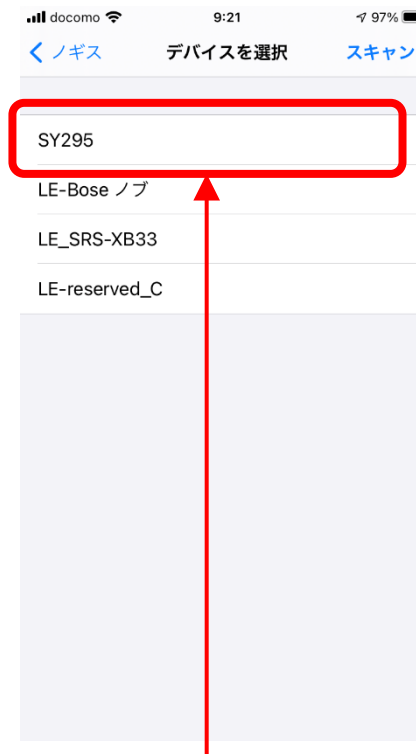 docomo 9:21 97%
ノギス デバイスを選択 スキャン
SY295
LE-Bose ノブ
LE_SRS-XB33
LE-reserved_C